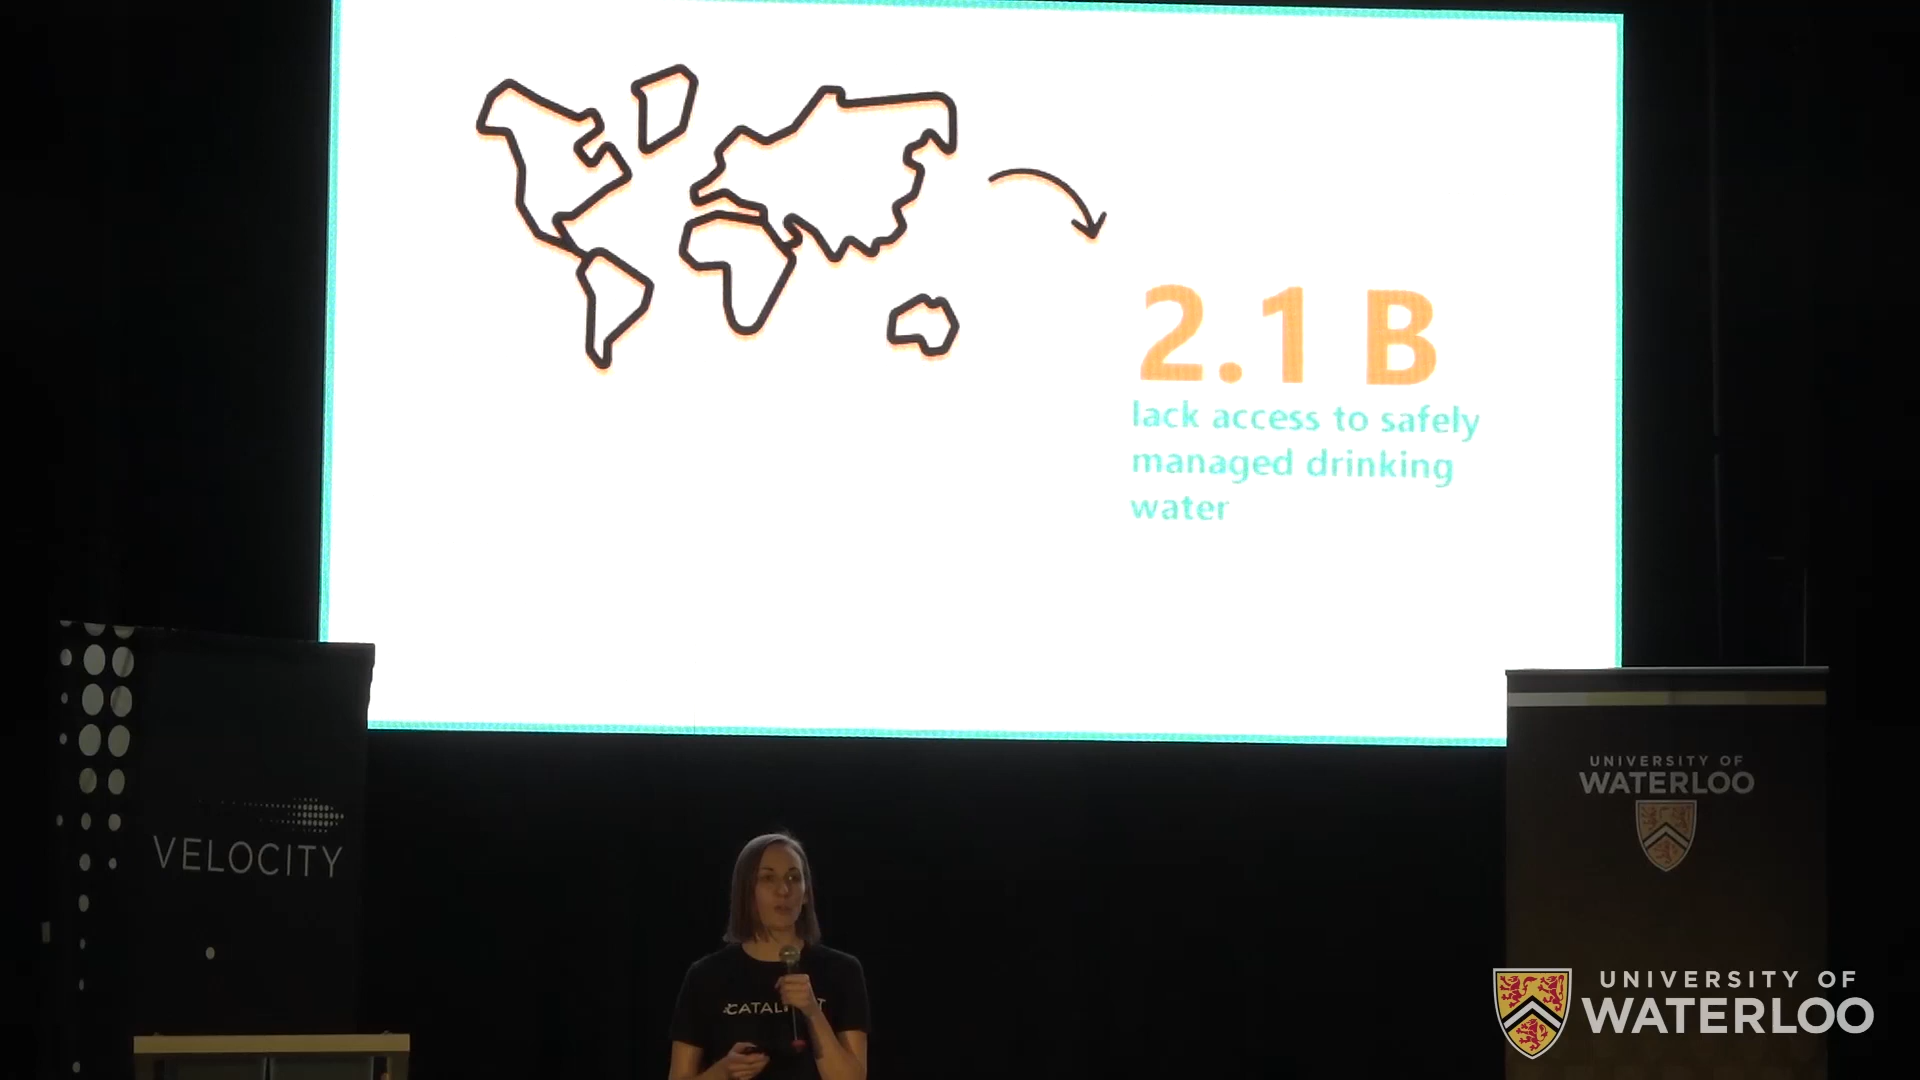 2.1 B
lack access to safely
managed drinking
water
VELOCITY
UNIVERSITY OF
WATERLOO
UNIVERSITY OF
WATERLOO